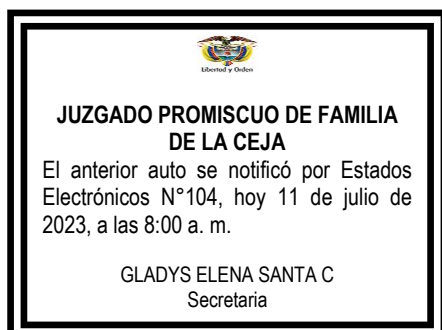 Libertad y Orden
JUZGADO PROMISCUO DE FAMILIA
DE LA CEJA
El anterior auto se notificó por Estados
Electrónicos N°104, hoy 11 de julio de
2023, a las 8:00 a. m.
GLADYS ELENA SANTA C
Secretaria